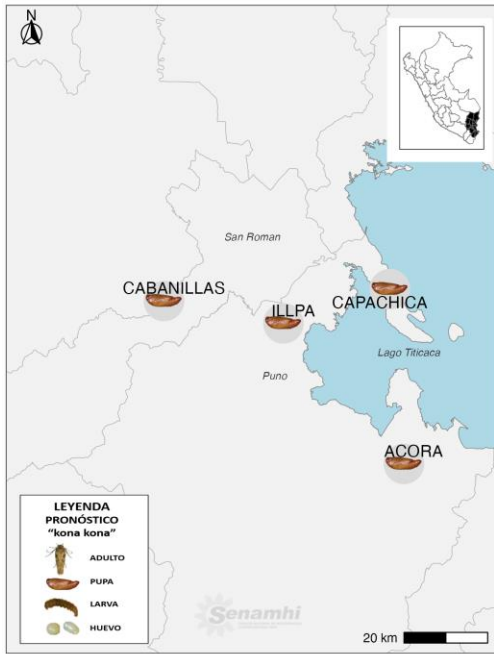 N
San Roman
CABANILLAS
ILLPA
CAPACHICA
Lago Titicaca
Puno
ACORA
LEYENDA
PRONÓSTICO
“kona kona”
ADULTO
PUPA
LARVA
HUEVO
Senamhi
20 km